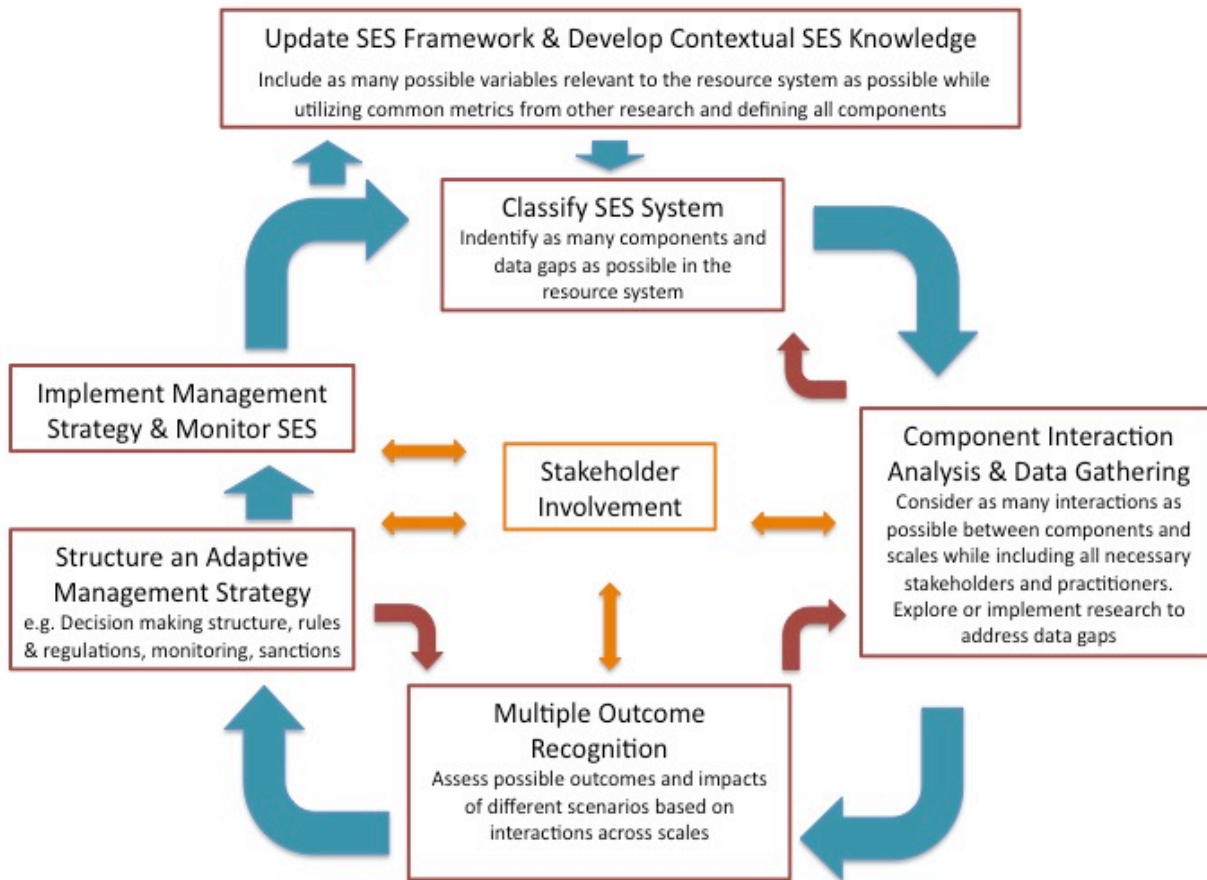 Update SES Framework & Develop Contextual SES Knowledge
Include as many possible variables relevant to the resource system as possible while
utilizing common metrics from other research and defining all components
Classify SES System
Indentify as many components and
data gaps as possible in the
resource system
Implement Management
Strategy & Monitor SES
Stakeholder
Involvement
Component Interaction
Analysis & Data Gathering
Consider as many interactions as
possible between components and
scales while including all necessary
stakeholders and practitioners.
Explore or implement research to
address data gaps
Structure an Adaptive
Management Strategy
e.g. Decision making structure, rules
& regulations, monitoring, sanctions
Multiple Outcome
Recognition
Assess possible outcomes and impacts
of different scenarios based on
interactions across scales